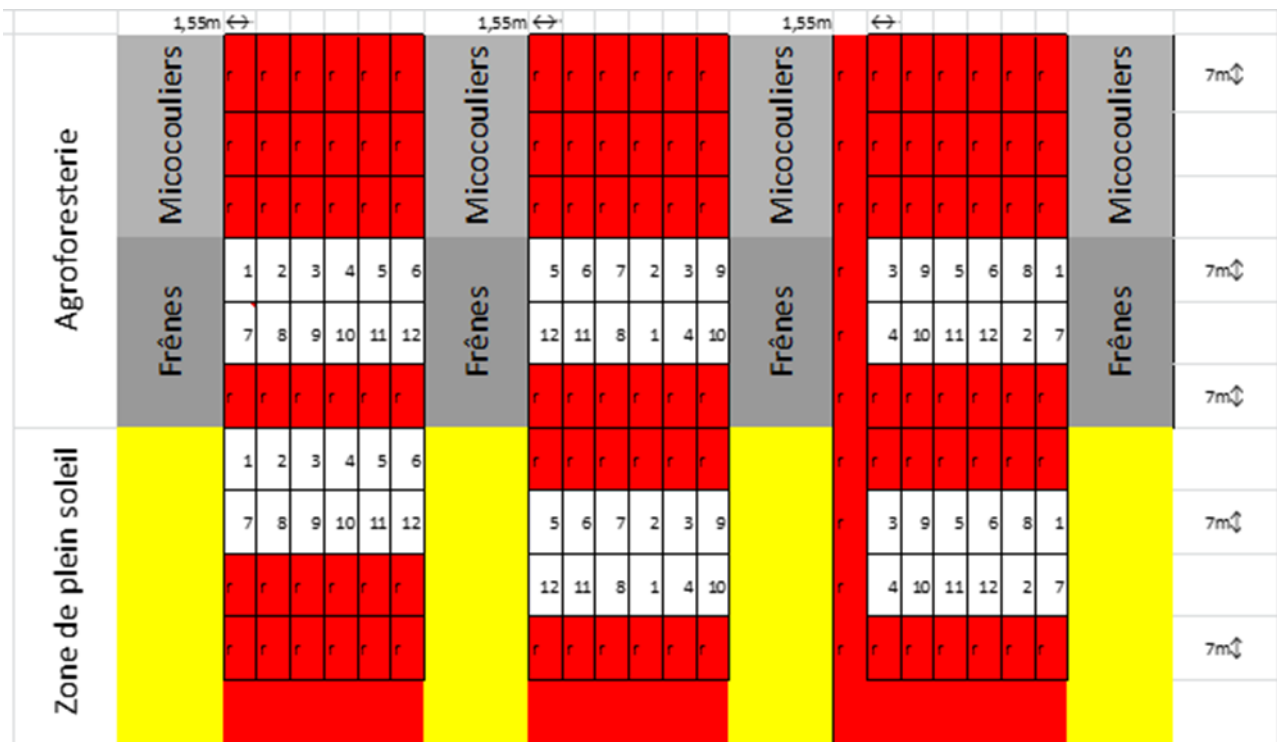 1,55m 1,55m 1,55m
Agroforesterie
Micocouliers Micocouliers Micocouliers Micocouliers
r r r r r r r r r r r r r r r r r r r 7m
r r r r r r r r r r r r r r r r r r r
r r r r r r r r r r r r r r r r r r r
Frênes Frênes Frênes Frênes
1 2 3 4 5 6 5 6 7 2 3 9 r 3 9 5 6 8 1 7m
7 8 9 10 11 12 12 11 8 1 4 10 r 4 10 11 12 2 7
r r r r r r r r r r r r r r r r r r r 7m
Zone de plein soleil
1 2 3 4 5 6 r r r r r r r r r r r r r
7 8 9 10 11 12 5 6 7 2 3 9 r 3 9 5 6 8 1 7m
r r r r r r 12 11 8 1 4 10 r 4 10 11 12 2 7
r r r r r r r r r r r r r r r r r r r 7m